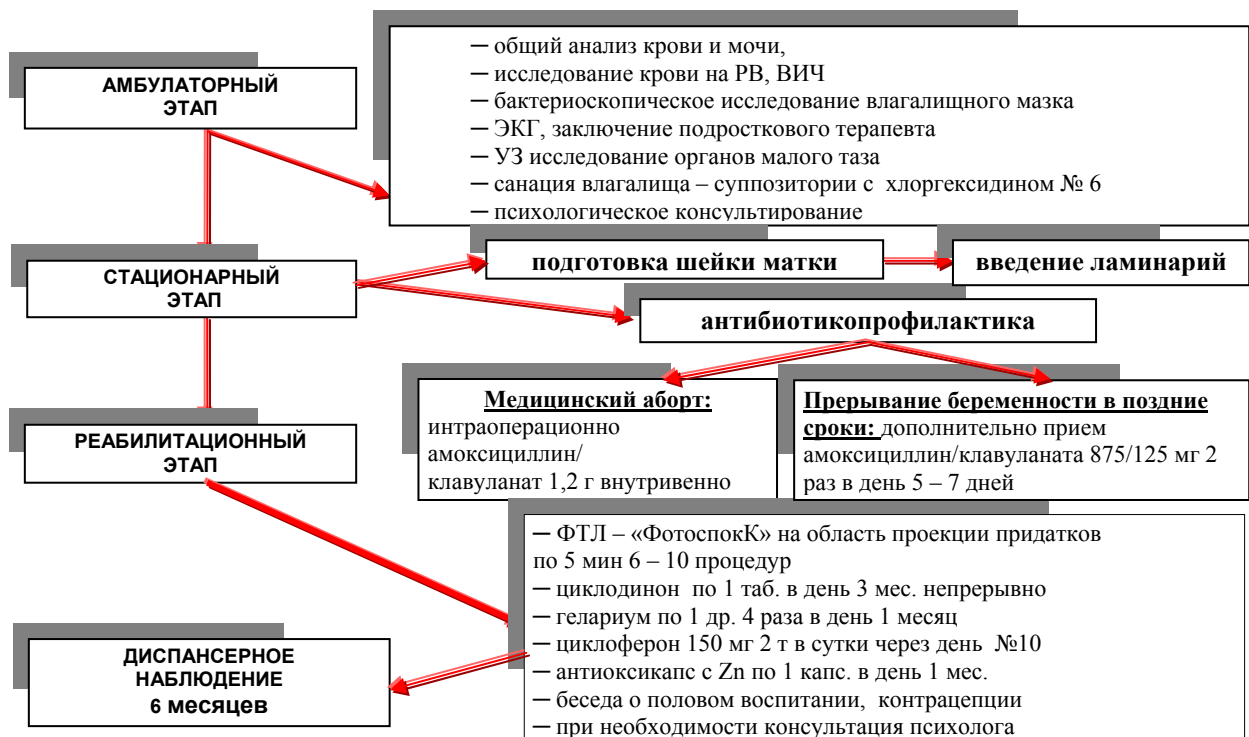 АМБУЛАТОРНЫЙ
ЭТАП
— общий анализ крови и мочи,
— исследование крови на РВ, ВИЧ
— бактериоскопическое исследование влагалищного мазка
— ЭКГ, заключение подросткового терапевта
— УЗ исследование органов малого таза
— санация влагалища – суппозитории с хлоргексидином № 6
— психологическое консультирование
СТАЦИОНАРНЫЙ
ЭТАП
подготовка шейки матки
введение ламинарий
антибиотикопрофилактика
Медицинский аборт:
интраоперационно
амоксициллин/
клавуланат 1,2 г внутривенно
Прерывание беременности в поздние
сроки: дополнительно прием
амоксициллин/клавуланата 875/125 мг 2
раз в день 5 – 7 дней
РЕАБИЛИТАЦИОННЫЙ
ЭТАП
— ФТЛ – «ФотоспокК» на область проекции придатков
по 5 мин 6 – 10 процедур
— циклодинон по 1 таб. в день 3 мес. непрерывно
— гелариум по 1 др. 4 раза в день 1 месяц
— циклоферон 150 мг 2 т в сутки через день №10
— антиоксикапс с Zn по 1 капс. в день 1 мес.
— беседа о половом воспитании, контрацепции
— при необходимости консультация психолога
ДИСПАНСЕРНОЕ
НАБЛЮДЕНИЕ
6 месяцев